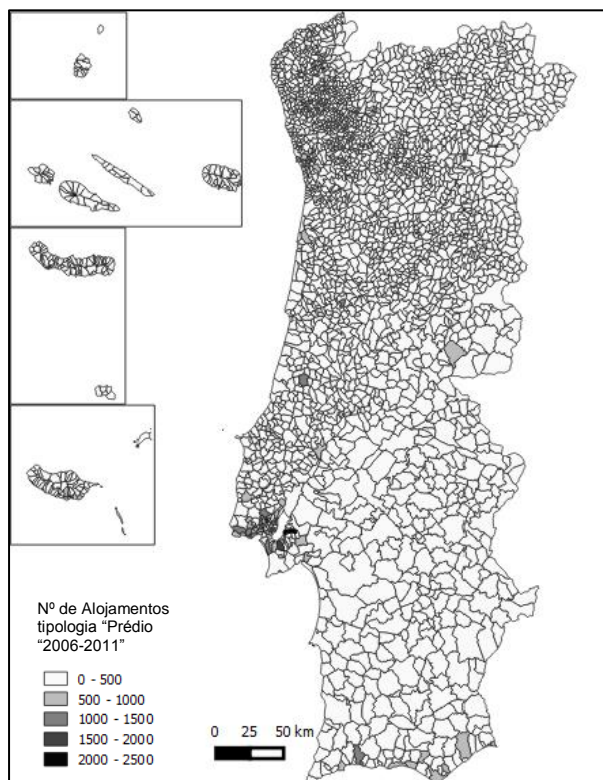 Nº de Alojamentos
tipologia “Prédio
“2006-2011”
0 - 500
500 - 1000
1000 - 1500
1500 - 2000
2000 - 2500
0 25 50 km